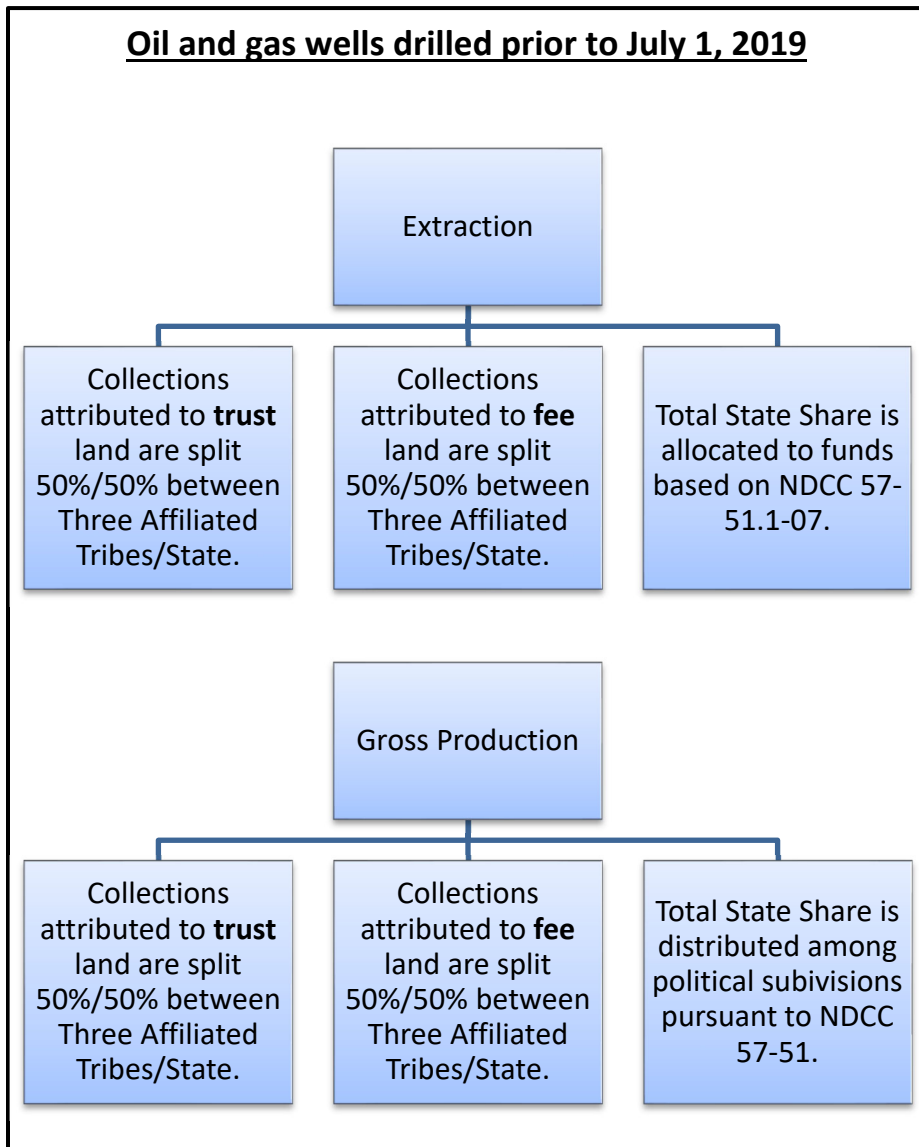 Oil and gas wells drilled prior to July 1, 2019
Extraction
Collections
attributed to trust
land are split
50%/50% between
Three Affiliated
Tribes/State.
Collections
attributed to fee
land are split
50%/50% between
Three Affiliated
Tribes/State.
Total State Share is
allocated to funds
based on NDCC 57-
51.1-07.
Gross Production
Collections
attributed to trust
land are split
50%/50% between
Three Affiliated
Tribes/State.
Collections
attributed to fee
land are split
50%/50% between
Three Affiliated
Tribes/State.
Total State Share is
distributed among
political subivisions
pursuant to NDCC
57-51.